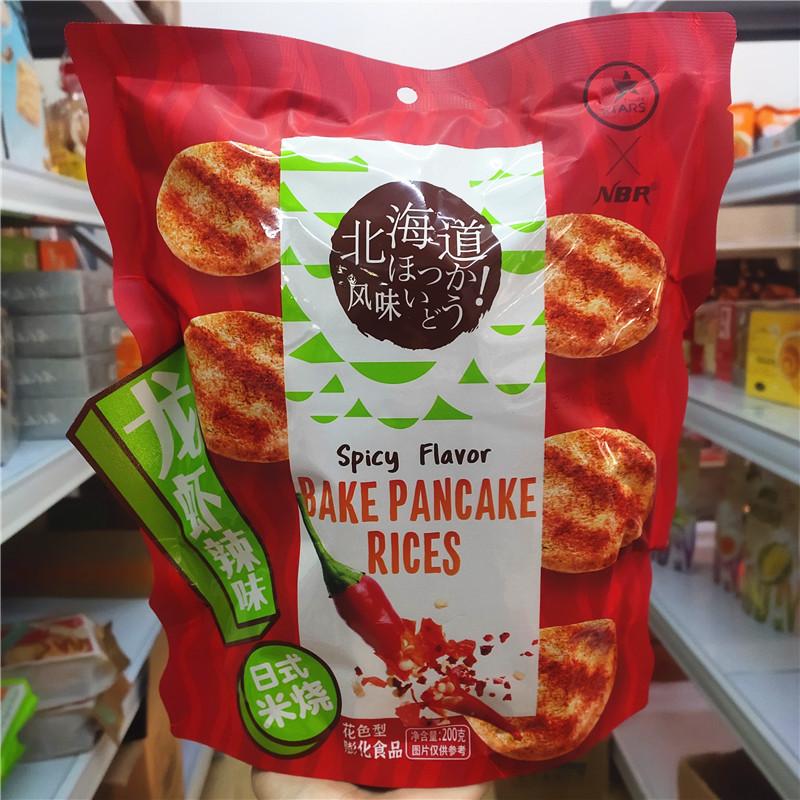 STARS
×
NBR
北海道
ほっか
风味いどう!
Spicy Flavor
BAKE PANCAKE
RICES
龙虾辣味
日式
米烧
花色型
膨化食品
净含量:200克
图片仅供参考